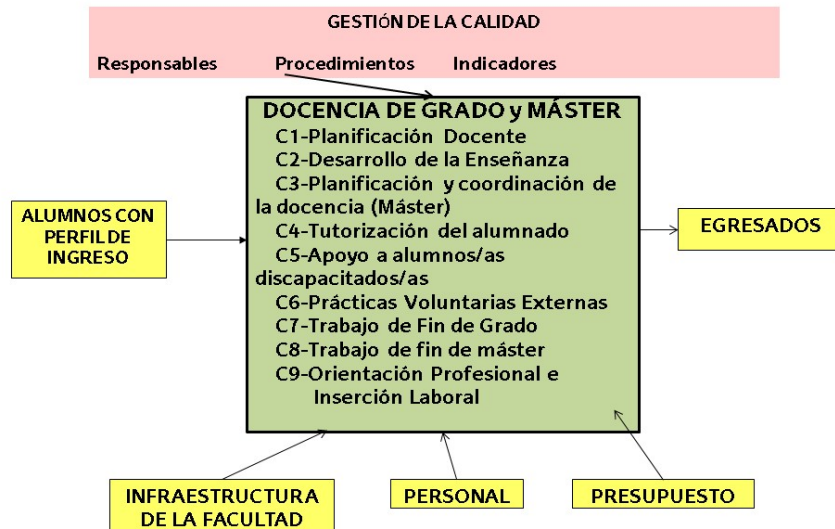 GESTIÓN DE LA CALIDAD
Responsables Procedimientos Indicadores
DOCENCIA DE GRADO y MÁSTER
C1-Planificación Docente
C2-Desarrollo de la Enseñanza
C3-Planificación y coordinación de
la docencia (Máster)
C4-Tutorización del alumnado
C5-Apoyo a alumnos/as
discapacitados/as
C6-Prácticas Voluntarias Externas
C7-Trabajo de Fin de Grado
C8-Trabajo de fin de máster
C9-Orientación Profesional e
Inserción Laboral
ALUMNOS CON
PERFIL DE
INGRESO
EGRESADOS
INFRAESTRUCTURA
DE LA FACULTAD
PERSONAL
PRESUPUESTO